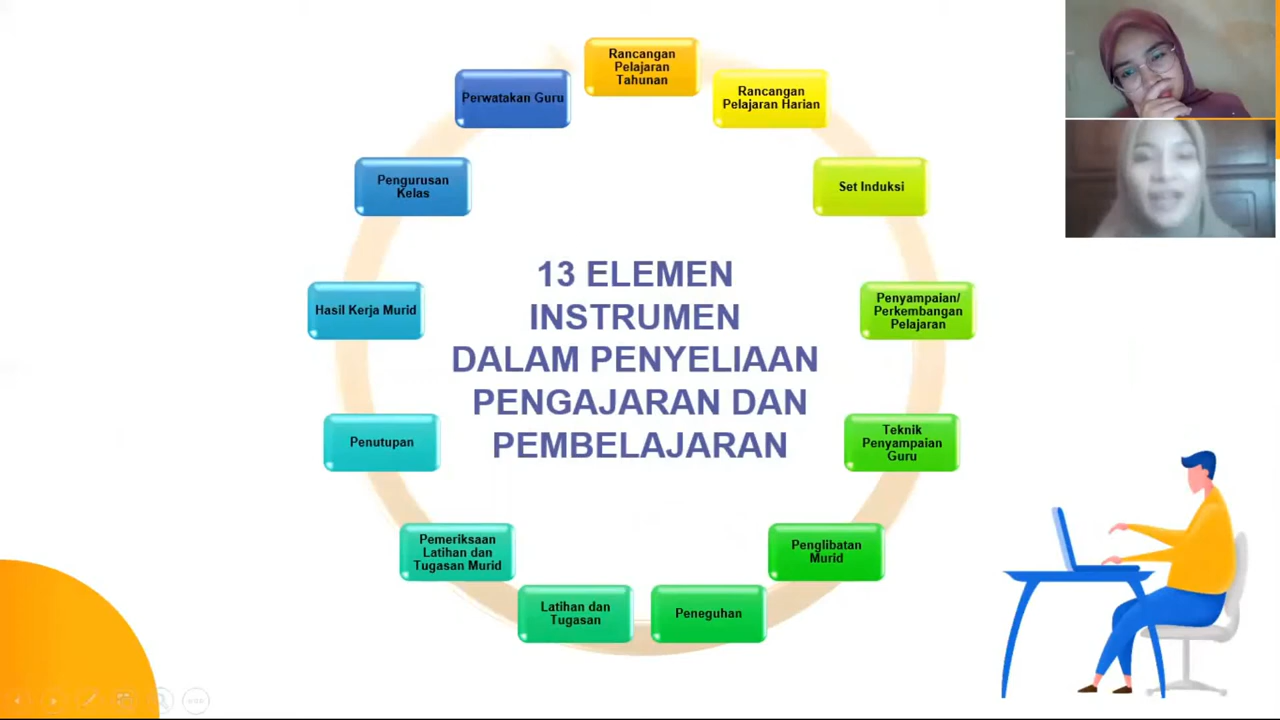 13 ELEMEN
INSTRUMEN
DALAM PENYELIAAN
PENGAJARAN DAN
PEMBELAJARAN
Rancangan
Pelajaran
Tahunan
Rancangan
Pelajaran Harian
Set Induksi
Penyampaian/
Perkembangan
Pelajaran
Teknik
Penyampaian
Guru
Penglibatan
Murid
Peneguhan
Latihan dan
Tugasan
Pemeriksaan
Latihan dan
Tugasan Murid
Penutupan
Hasil Kerja Murid
Pengurusan
Kelas
Perwatakan Guru